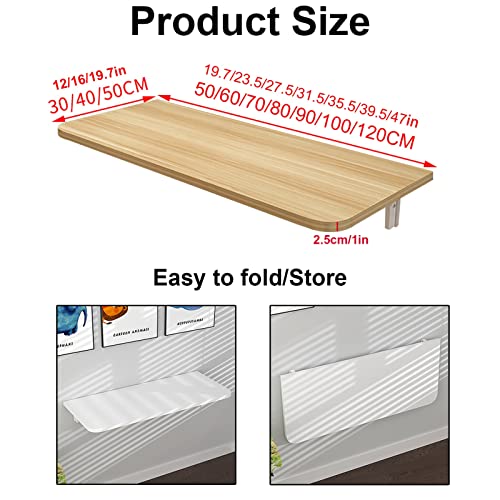 Product Size
12/16/19.7in
30/40/50CM
19.7/23.5/27.5/31.5/35.5/39.5/47in
50/60/70/80/90/100/120CM
2.5cm/1in
Easy to fold/Store